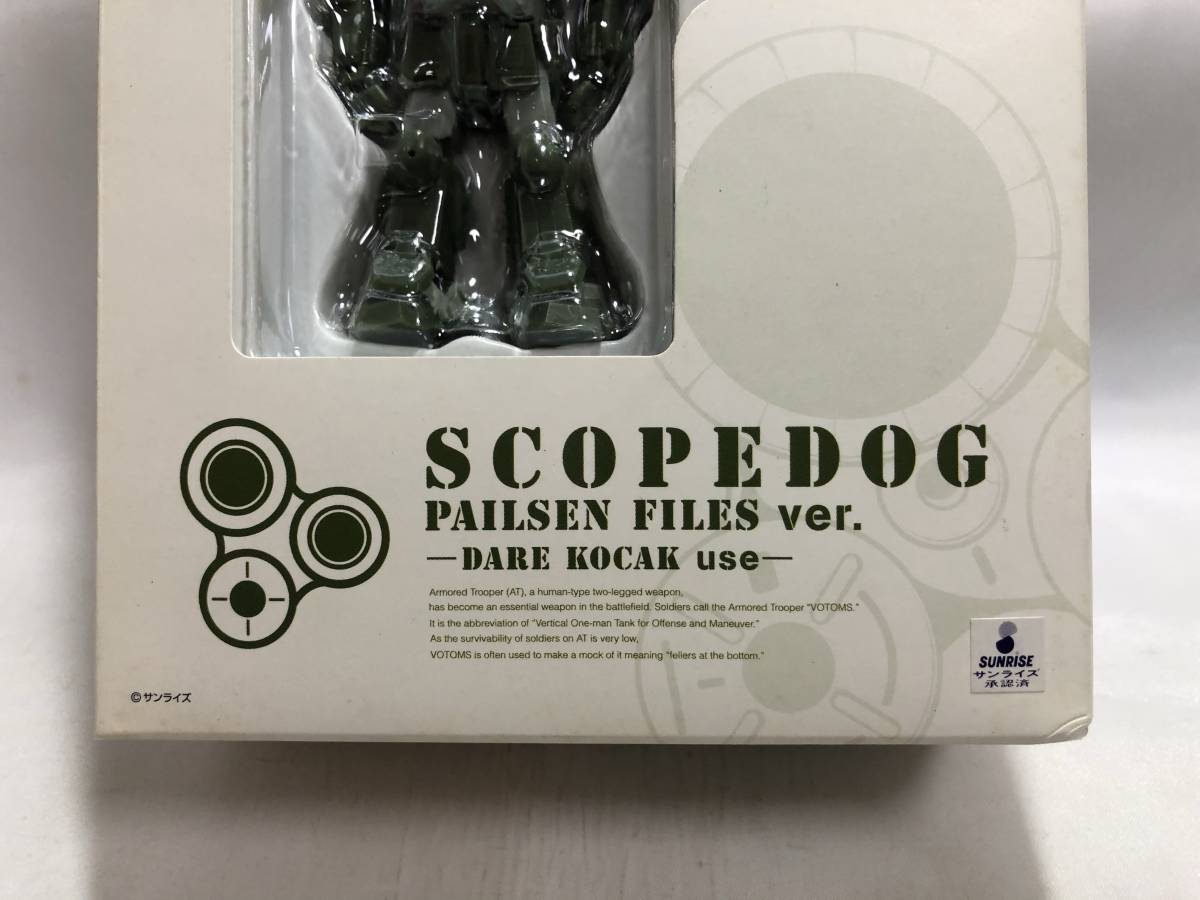 SCOPEDOG
PAILSEN FILES ver.
—DARE KOCAK use—
Armored Trooper (AT), a human-type two-legged weapon,
has become an essential weapon in the battlefield. Soldiers call the Armored Trooper "VOTOMS."
It is the abbreviation of "Vertical One-man Tank for Offense and Maneuver."
As the survivability of soldiers on AT is very low,
VOTOMS is often used to make a mock of it meaning "fellers at the bottom."
©サンライズ
SUNRISE
サンライズ
承認済